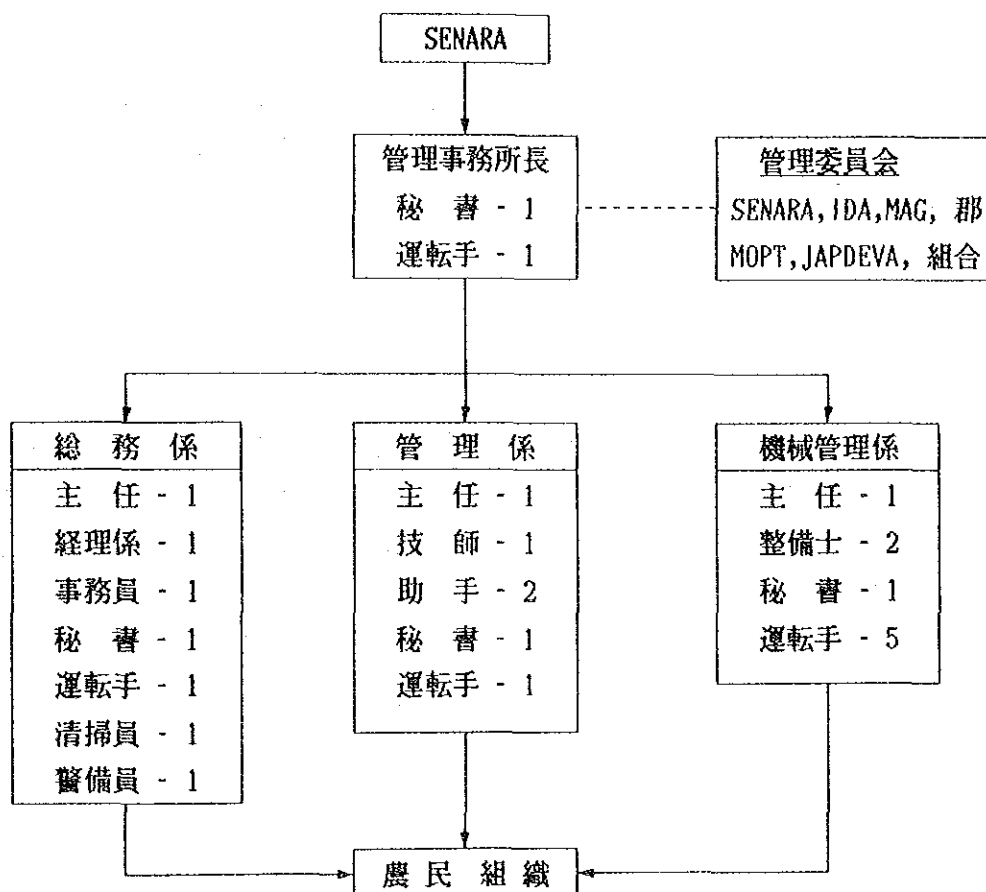 SENARA
管理事務所長
秘書 - 1
運転手 - 1
管理委員会
SENARA,IDA,MAG, 郡
MOPT,JAPDEVA, 組合
総務係
主任 - 1
経理係 - 1
事務員 - 1
秘書 - 1
運転手 - 1
清掃員 - 1
警備員 - 1
管理係
主任 - 1
技師 - 1
助手 - 2
秘書 - 1
運転手 - 1
機械管理係
主任 - 1
整備士 - 2
秘書 - 1
運転手 - 5
農民組織